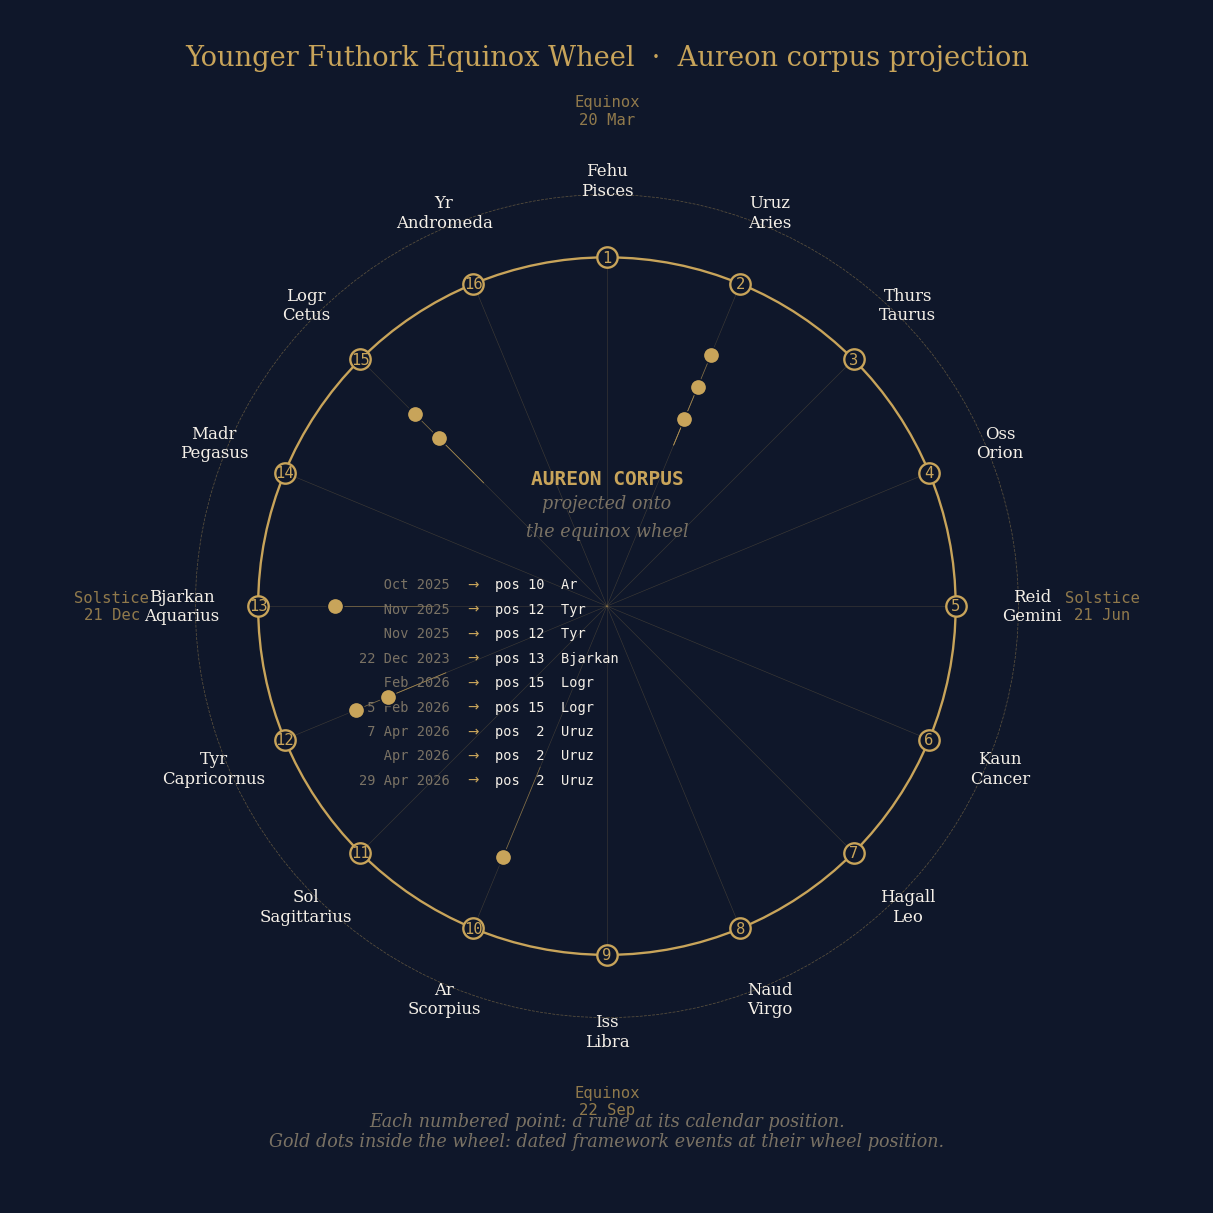 Younger Futhork Equinox Wheel · Aureon corpus projection
Equinox
20 Mar
Fehu
Pisces
Yr
Andromeda
Uruz
Aries
1
16
2
Logr
Cetus
Thurs
Taurus
15
3
Madr
Pegasus
Oss
Orion
14
4
AUREON CORPUS
projected onto
the equinox wheel
Solstice
21 Dec
Bjarkan
Aquarius
13
5
Reid
Gemini
Solstice
21 Jun
Oct 2025 → pos 10 Ar
Nov 2025 → pos 12 Tyr
Nov 2025 → pos 12 Tyr
22 Dec 2023 → pos 13 Bjarkan
Feb 2026 → pos 15 Logr
5 Feb 2026 → pos 15 Logr
7 Apr 2026 → pos 2 Uruz
Apr 2026 → pos 2 Uruz
29 Apr 2026 → pos 2 Uruz
12
6
Tyr
Capricornus
Kaun
Cancer
11
7
Sol
Sagittarius
Hagall
Leo
10
8
9
Ar
Scorpius
Naud
Virgo
Iss
Libra
Equinox
22 Sep
Each numbered point: a rune at its calendar position.
Gold dots inside the wheel: dated framework events at their wheel position.